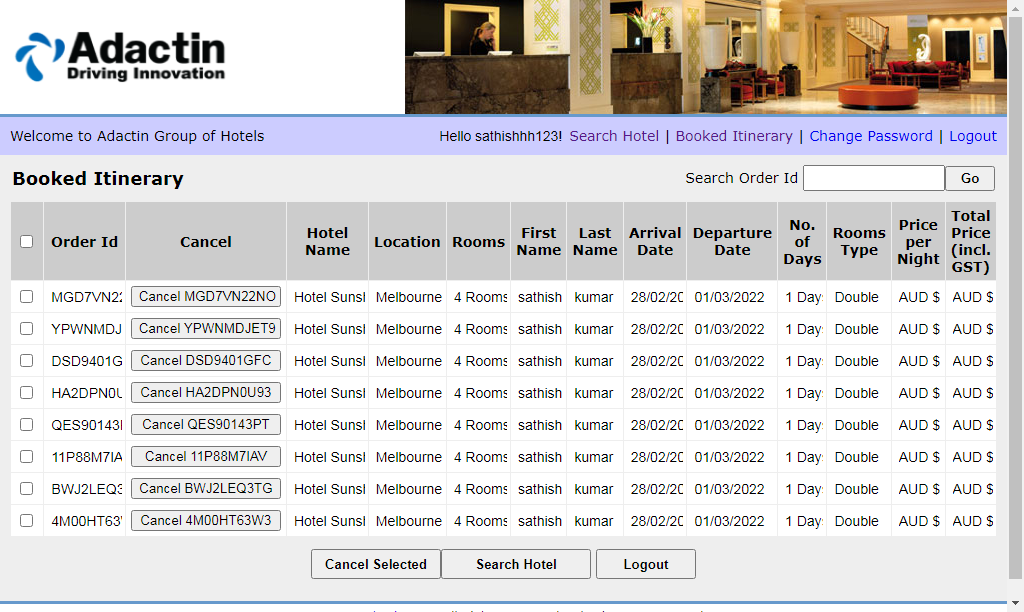 Adactin
Driving Innovation
Welcome to Adactin Group of Hotels
Hello sathishhh123! Search Hotel | Booked Itinerary | Change Password | Logout
Booked Itinerary
Search Order Id Go
Order Id Cancel Hotel Name Location Rooms First Name Last Name Arrival Date Departure Date No. of Days Rooms Type Price per Night Total Price (incl. GST)
MGD7VN22 Cancel MGD7VN22NO Hotel Sunsl Melbourne 4 Rooms sathish kumar 28/02/20 01/03/2022 1 Day Double AUD $ AUD $
YPWNMDJ Cancel YPWNMDJET9 Hotel Sunsl Melbourne 4 Rooms sathish kumar 28/02/20 01/03/2022 1 Day Double AUD $ AUD $
DSD9401G Cancel DSD9401GFC Hotel Sunsl Melbourne 4 Rooms sathish kumar 28/02/20 01/03/2022 1 Day Double AUD $ AUD $
HA2DPN0U Cancel HA2DPN0U93 Hotel Sunsl Melbourne 4 Rooms sathish kumar 28/02/20 01/03/2022 1 Day Double AUD $ AUD $
QES90143 Cancel QES90143PT Hotel Sunsl Melbourne 4 Rooms sathish kumar 28/02/20 01/03/2022 1 Day Double AUD $ AUD $
11P88M7IA Cancel 11P88M7IAV Hotel Sunsl Melbourne 4 Rooms sathish kumar 28/02/20 01/03/2022 1 Day Double AUD $ AUD $
BWJ2LEQ3 Cancel BWJ2LEQ3TG Hotel Sunsl Melbourne 4 Rooms sathish kumar 28/02/20 01/03/2022 1 Day Double AUD $ AUD $
4M00HT63 Cancel 4M00HT63W3 Hotel Sunsl Melbourne 4 Rooms sathish kumar 28/02/20 01/03/2022 1 Day Double AUD $ AUD $
Cancel Selected Search Hotel Logout